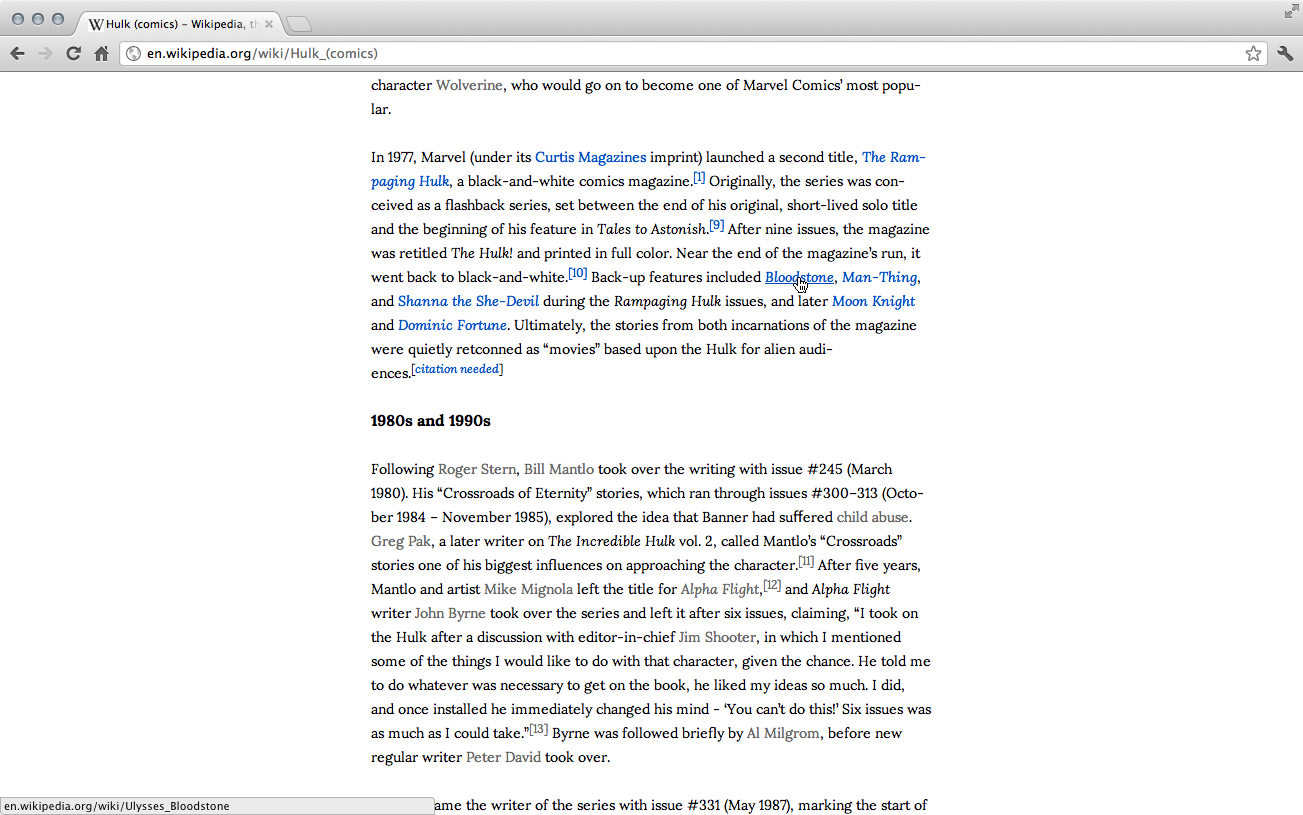 Hulk (comics) – Wikipedia, th
en.wikipedia.org/wiki/Hulk_(comics)
character Wolverine, who would go on to become one of Marvel Comics’ most popu-
lar.
In 1977, Marvel (under its Curtis Magazines imprint) launched a second title, The Ram-
paging Hulk, a black-and-white comics magazine.[1] Originally, the series was con-
ceived as a flashback series, set between the end of his original, short-lived solo title
and the beginning of his feature in Tales to Astonish.[9] After nine issues, the magazine
was retitled The Hulk! and printed in full color. Near the end of the magazine’s run, it
went back to black-and-white.[10] Back-up features included Bloodstone, Man-Thing,
and Shanna the She-Devil during the Rampaging Hulk issues, and later Moon Knight
and Dominic Fortune. Ultimately, the stories from both incarnations of the magazine
were quietly retconned as “movies” based upon the Hulk for alien audi-
ences.[citation needed]
1980s and 1990s
Following Roger Stern, Bill Mantlo took over the writing with issue #245 (March
1980). His “Crossroads of Eternity” stories, which ran through issues #300–313 (Octo-
ber 1984 – November 1985), explored the idea that Banner had suffered child abuse.
Greg Pak, a later writer on The Incredible Hulk vol. 2, called Mantlo’s “Crossroads”
stories one of his biggest influences on approaching the character.[11] After five years,
Mantlo and artist Mike Mignola left the title for Alpha Flight,[12] and Alpha Flight
writer John Byrne took over the series and left it after six issues, claiming, “I took on
the Hulk after a discussion with editor-in-chief Jim Shooter, in which I mentioned
some of the things I would like to do with that character, given the chance. He told me
to do whatever was necessary to get on the book, he liked my ideas so much. I did,
and once installed he immediately changed his mind - ‘You can’t do this!’ Six issues was
as much as I could take.”[13] Byrne was followed briefly by Al Milgrom, before new
regular writer Peter David took over.
ame the writer of the series with issue #331 (May 1987), marking the start of
en.wikipedia.org/wiki/Ulysses_Bloodstone